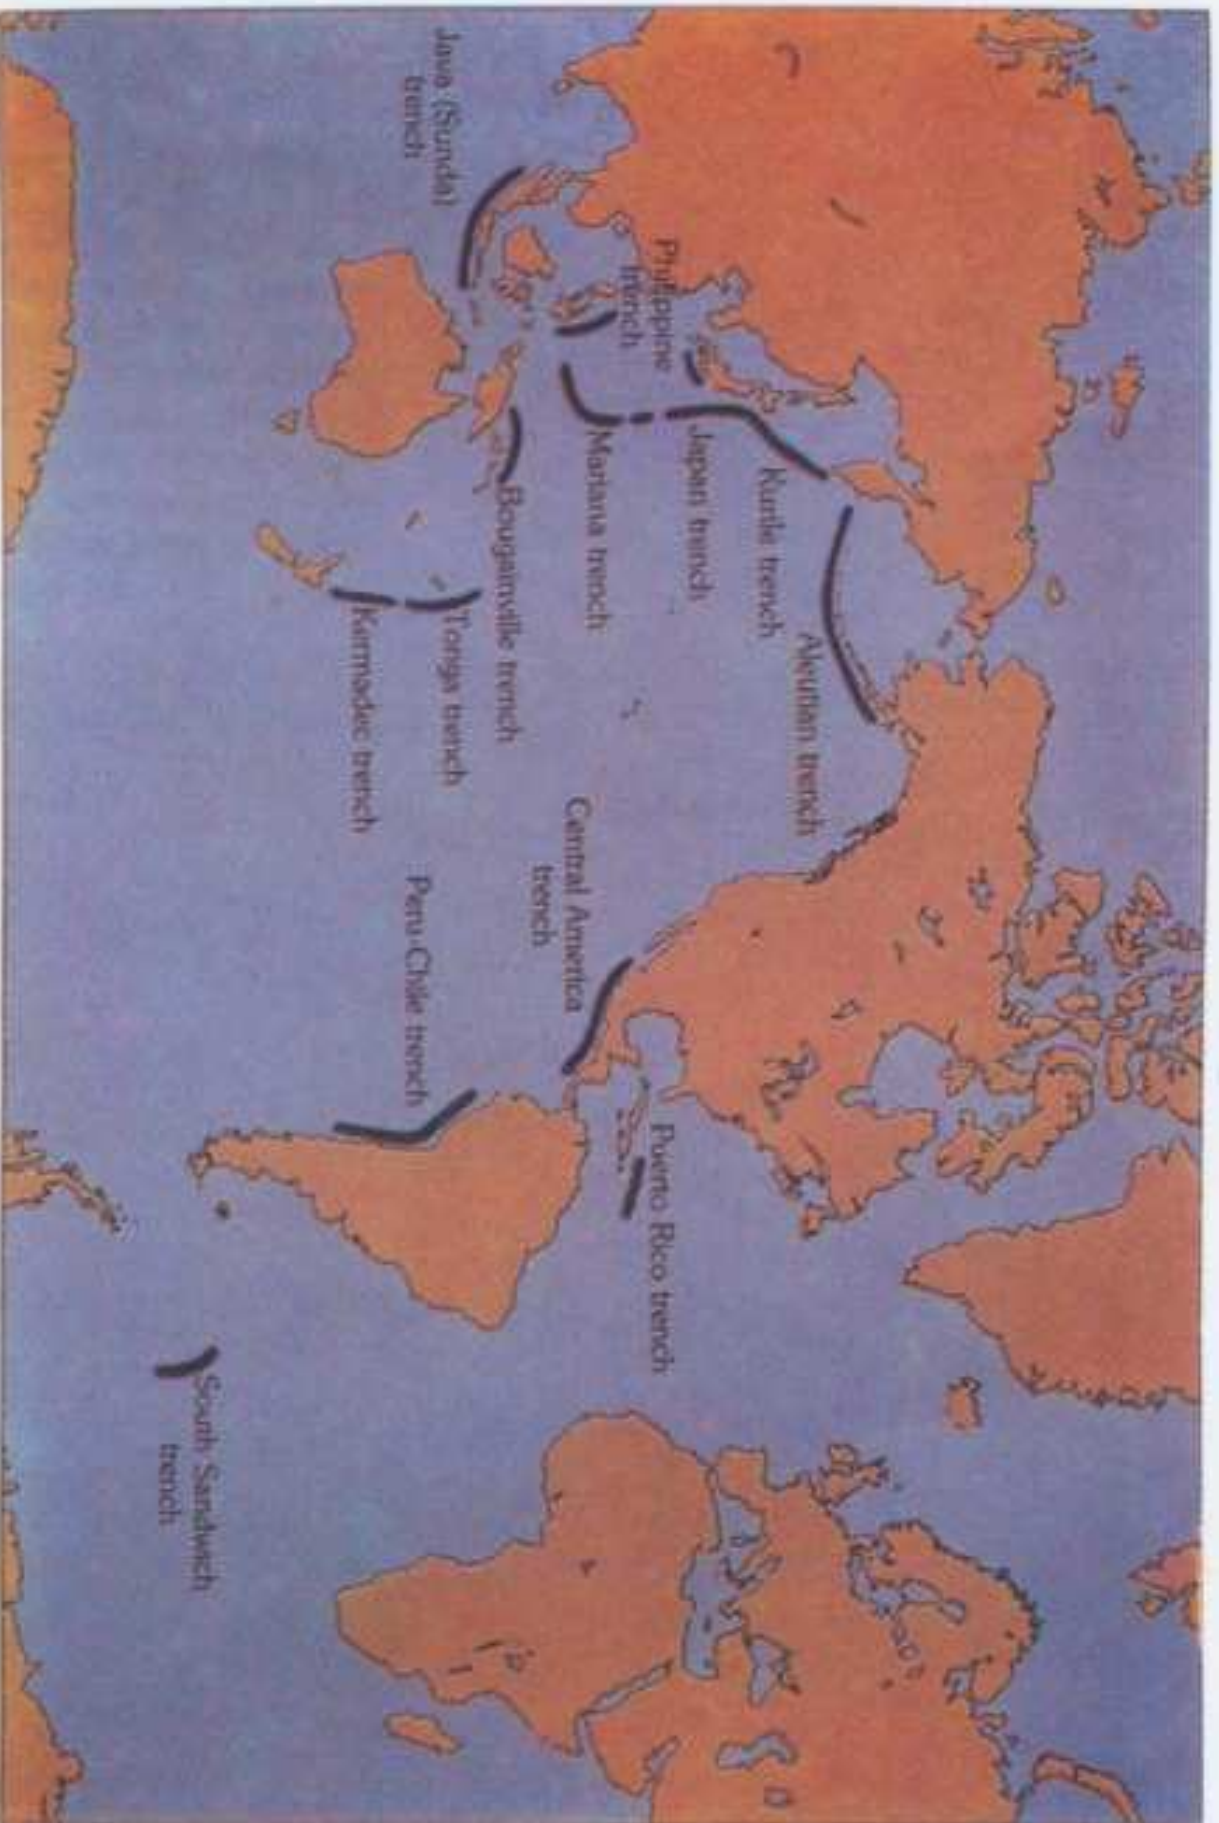 Aleutian trench
Kurile trench
Japan trench
Philippine
trench
Mariana trench
Bougainville trench
Java (Sunda)
trench
Tonga trench
Kermadec trench
Central America
trench
Puerto Rico trench
Peru-Chile trench
South Sandwich
trench